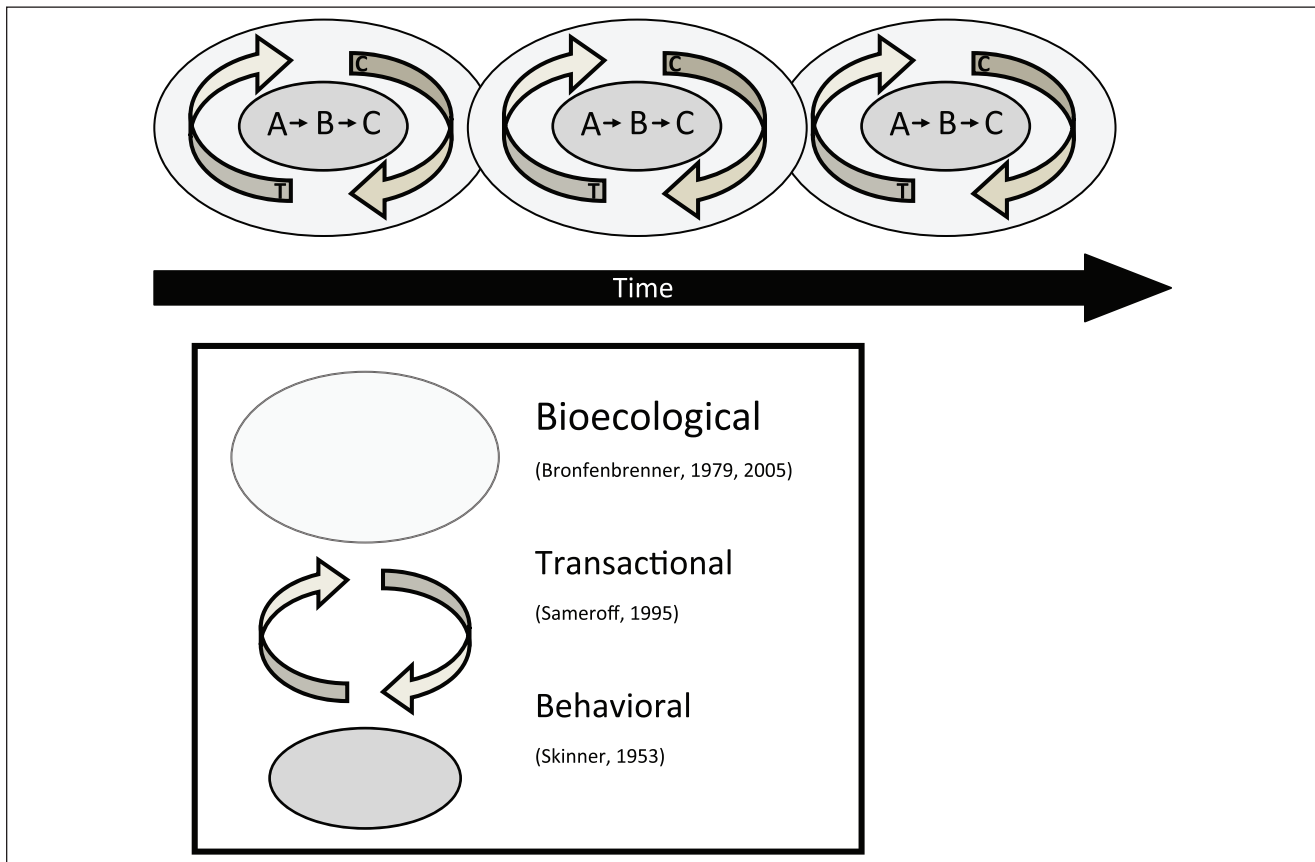 C C C
A→B→C A→B→C A→B→C
T T T
Time
Bioecological
(Bronfenbrenner, 1979, 2005)
Transactional
(Sameroff, 1995)
Behavioral
(Skinner, 1953)